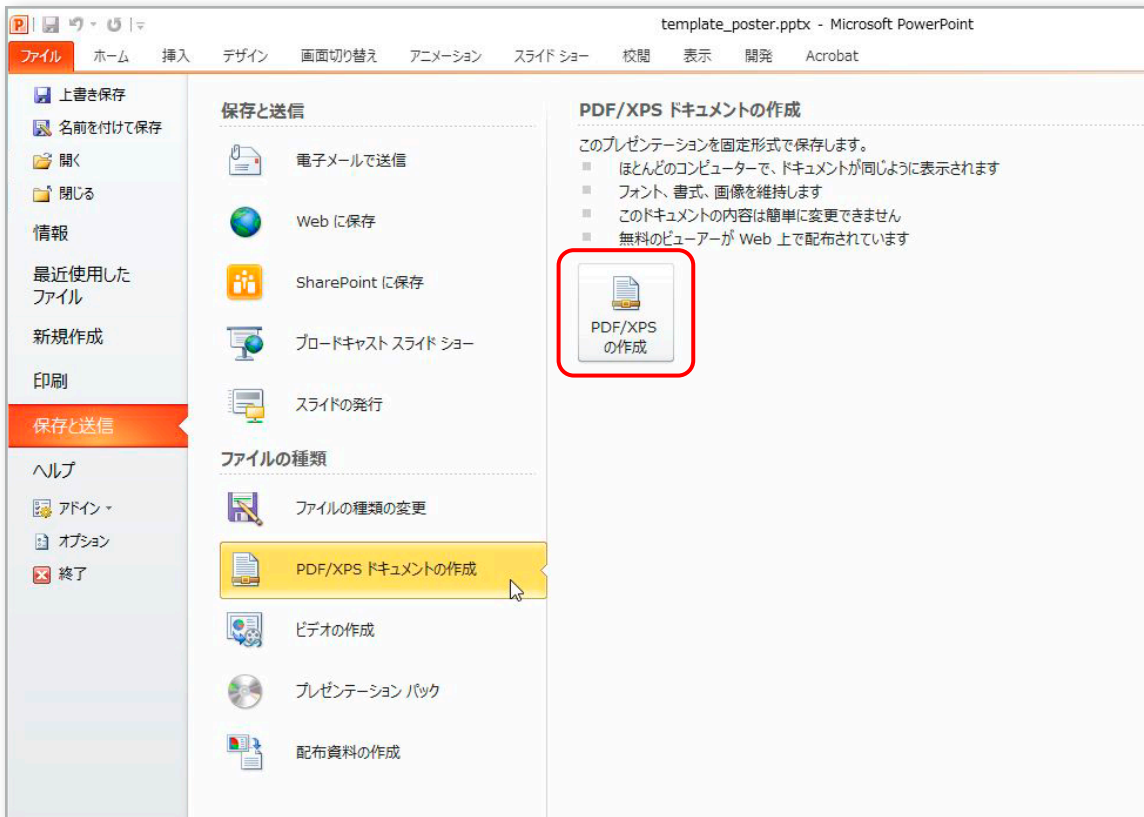 template_poster.pptx - Microsoft PowerPoint
ファイル ホーム 挿入 デザイン 画面切り替え アニメーション スライド ショー 校閲 表示 開発 Acrobat
上書き保存
名前を付けて保存
開く
閉じる
情報
最近使用した
ファイル
新規作成
印刷
保存と送信
ヘルプ
アドイン
オプション
終了
保存と送信
電子メールで送信
Web に保存
SharePoint に保存
ブロードキャスト スライド ショー
スライドの発行
ファイルの種類
ファイルの種類の変更
PDF/XPS ドキュメントの作成
ビデオの作成
プレゼンテーション パック
配布資料の作成
PDF/XPS ドキュメントの作成
このプレゼンテーションを固定形式で保存します。
ほとんどのコンピューターで、ドキュメントが同じように表示されます
フォント、書式、画像を維持します
このドキュメントの内容は簡単に変更できません
無料のビューアーが Web 上で配布されています
PDF/XPS
の作成